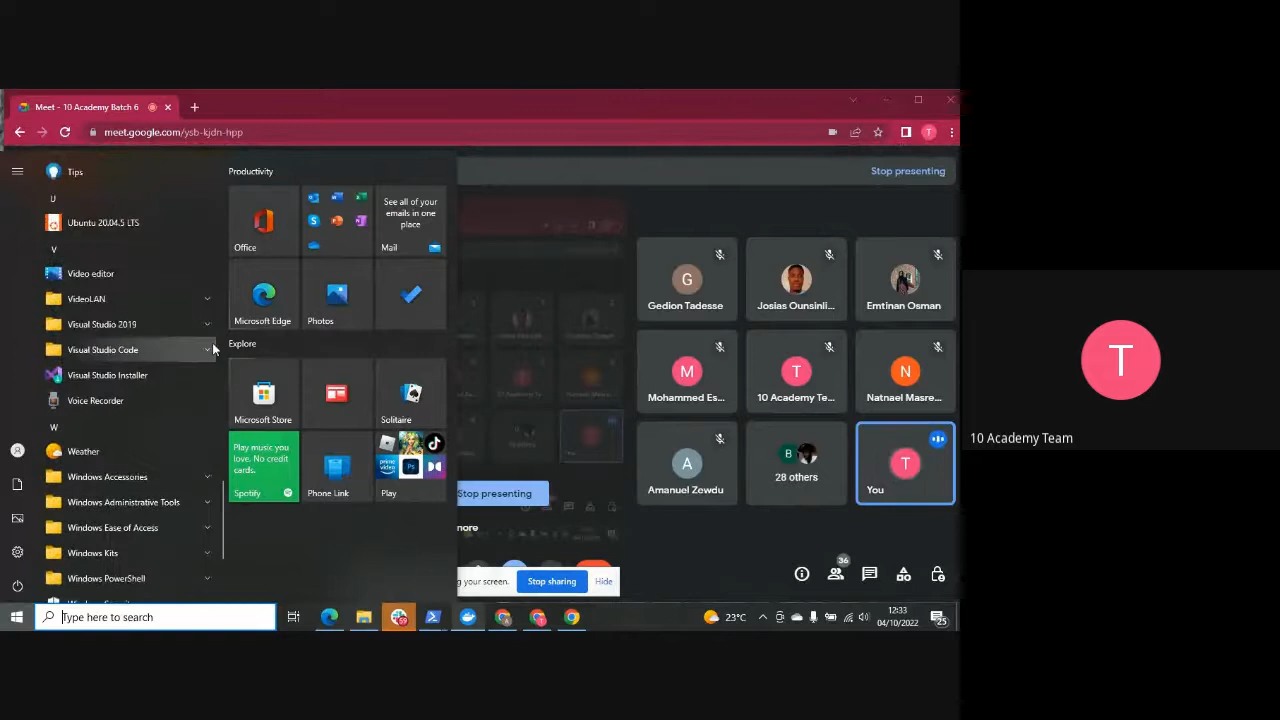 Meet - 10 Academy Batch 6
meet.google.com/ysb-kjdn-hpp
T
Tips
U
Ubuntu 20.04.5 LTS
V
Video editor
VideoLAN
Visual Studio 2019
Visual Studio Code
Visual Studio Installer
Voice Recorder
W
Weather
Windows Accessories
Windows Administrative Tools
Windows Ease of Access
Windows Kits
Windows PowerShell
Productivity
Office
See all of your
emails in one
place
Mail
Microsoft Edge
Photos
Explore
Microsoft Store
Solitaire
Play music you
love. No credit
cards.
Spotify
Phone Link
Play
Stop presenting
Stop presenting
G
Gedion Tadesse
Josias Ounsinli...
Emtinan Osman
M
Mohammed Es...
T
10 Academy Te...
N
Natnael Masre...
A
Amanuel Zewdu
B
28 others
T
You
36
g your screen.
Stop sharing
Hide
Type here to search
23°C
12:33
04/10/2022
25
T
10 Academy Team